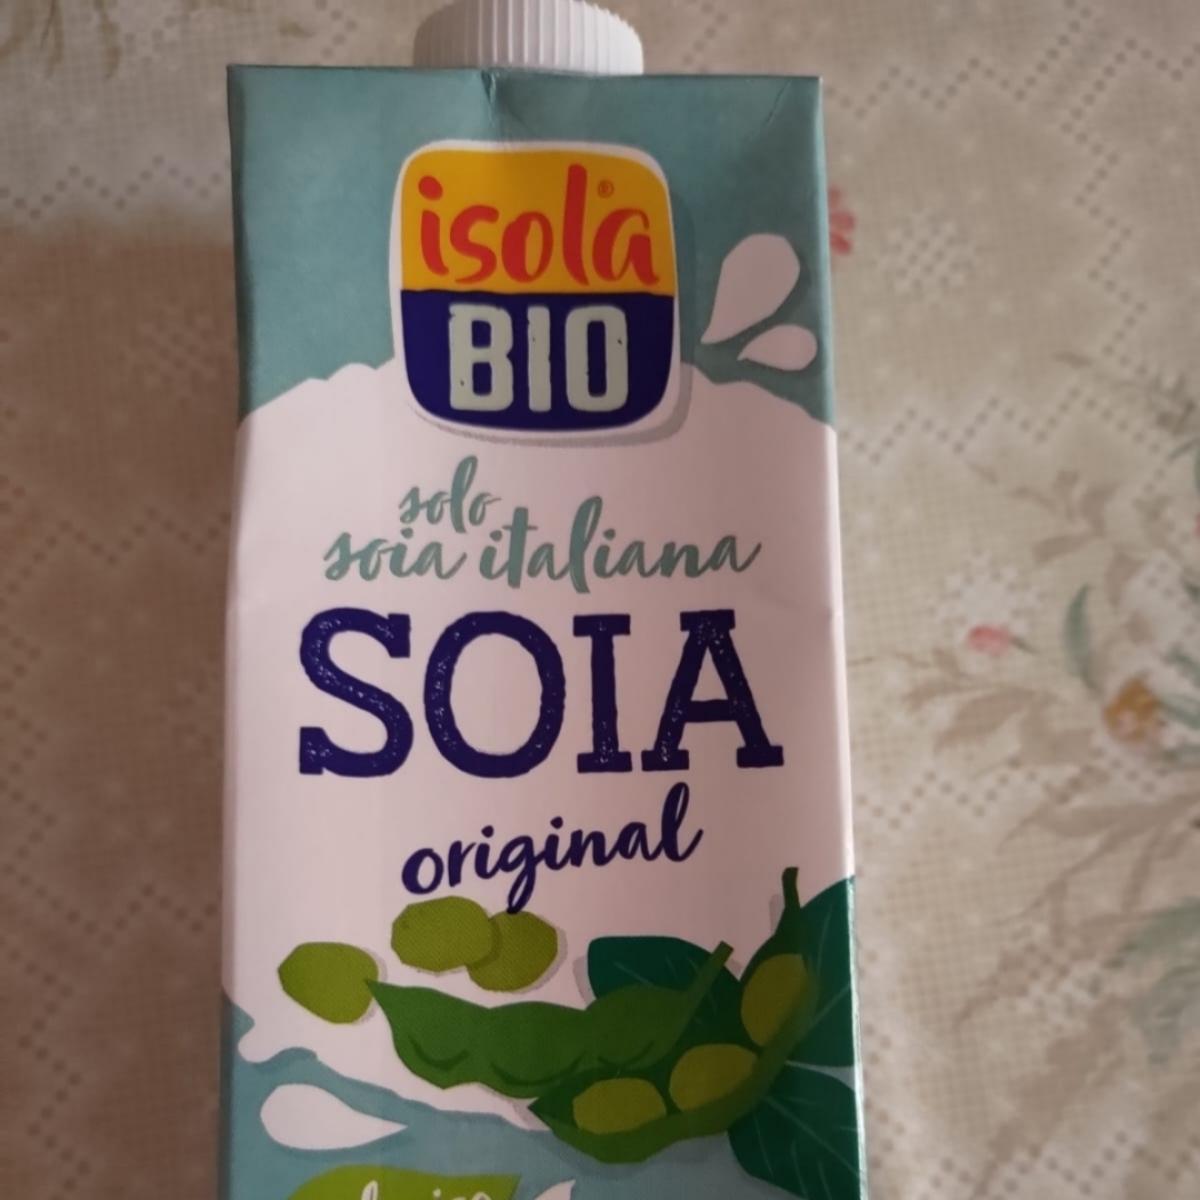 isola®
BIO
solo
soia italiana
SOIA
original